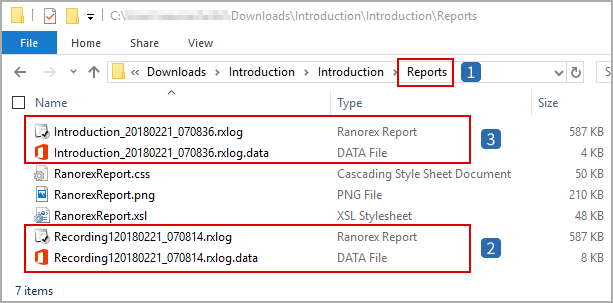 C:\ \Downloads\Introduction\Introduction\Reports
File Home Share View
« Downloads > Introduction > Introduction > Reports 1 S
Name Type Size
Introduction_20180221_070836.rxlog Ranorex Report 587 KB
3
Introduction_20180221_070836.rxlog.data DATA File 4 KB
RanorexReport.css Cascading Style Sheet Document 50 KB
RanorexReport.png PNG File 210 KB
RanorexReport.xsl XSL Stylesheet 48 KB
Recording120180221_070814.rxlog Ranorex Report 587 KB
2
Recording120180221_070814.rxlog.data DATA File 8 KB
7 items